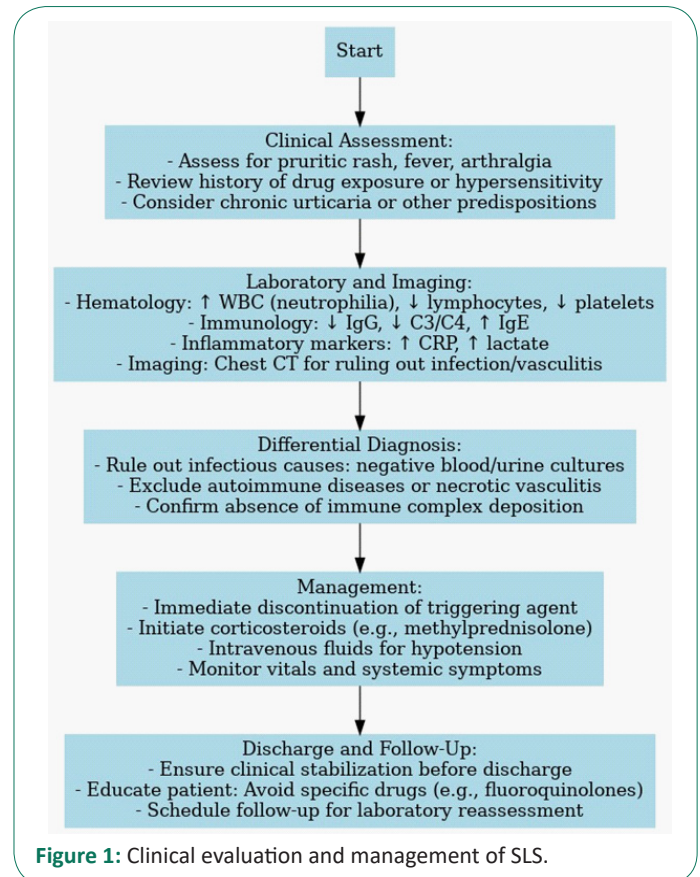 Start
Clinical Assessment:
- Assess for pruritic rash, fever, arthralgia
- Review history of drug exposure or hypersensitivity
- Consider chronic urticaria or other predispositions
Laboratory and Imaging:
- Hematology: ↑ WBC (neutrophilia), ↓ lymphocytes, ↓ platelets
- Immunology: ↓ IgG, ↓ C3/C4, ↑ IgE
- Inflammatory markers: ↑ CRP, ↑ lactate
- Imaging: Chest CT for ruling out infection/vasculitis
Differential Diagnosis:
- Rule out infectious causes: negative blood/urine cultures
- Exclude autoimmune diseases or necrotic vasculitis
- Confirm absence of immune complex deposition
Management:
- Immediate discontinuation of triggering agent
- Initiate corticosteroids (e.g., methylprednisolone)
- Intravenous fluids for hypotension
- Monitor vitals and systemic symptoms
Discharge and Follow-Up:
- Ensure clinical stabilization before discharge
- Educate patient: Avoid specific drugs (e.g., fluoroquinolones)
- Schedule follow-up for laboratory reassessment
Figure 1: Clinical evaluation and management of SLS.